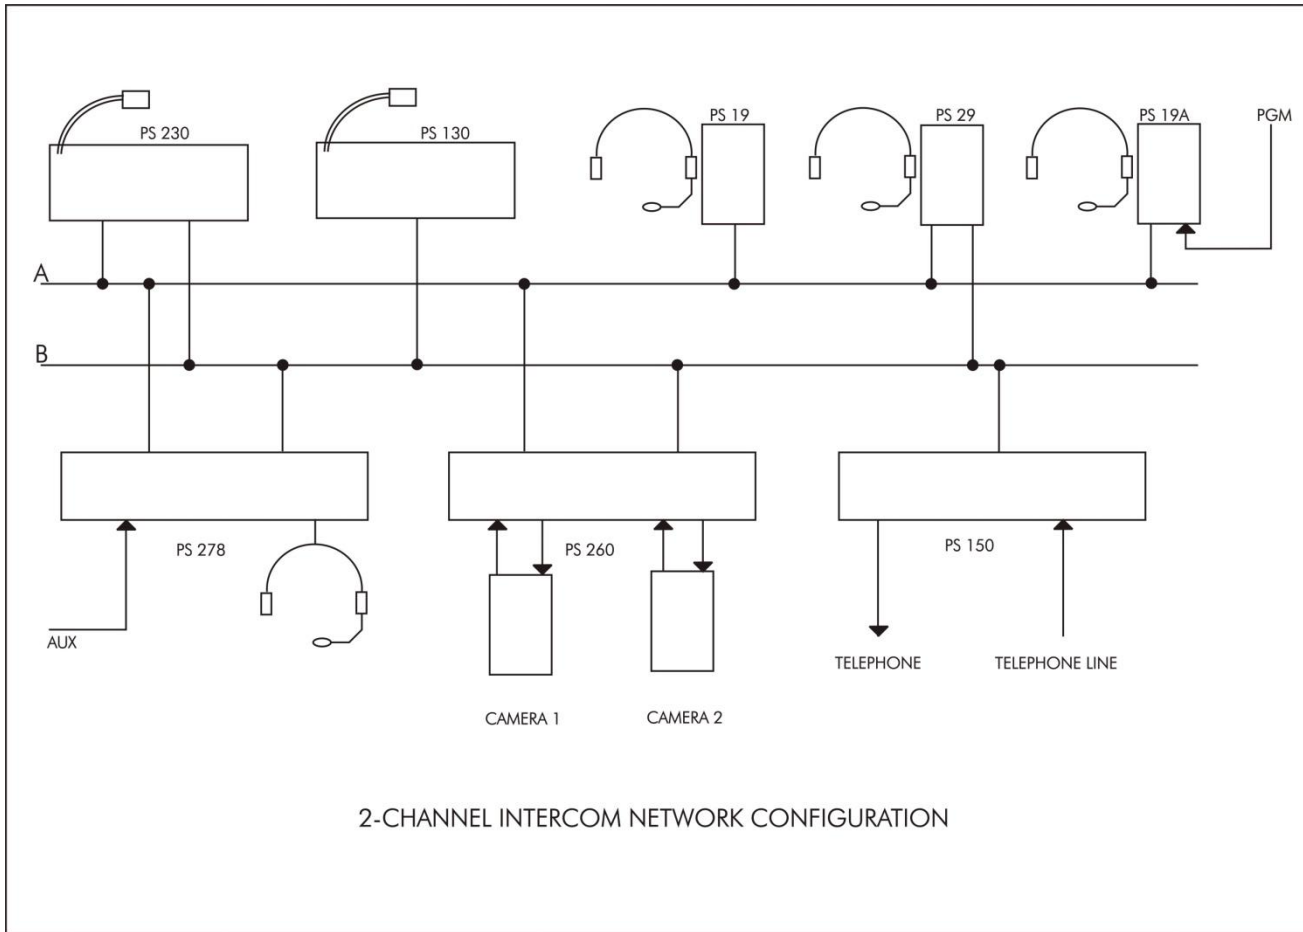 PS 230
PS 130
PS 19
PS 29
PS 19A
PGM
A
B
PS 278
PS 260
PS 150
AUX
TELEPHONE
TELEPHONE LINE
CAMERA 1
CAMERA 2
2-CHANNEL INTERCOM NETWORK CONFIGURATION